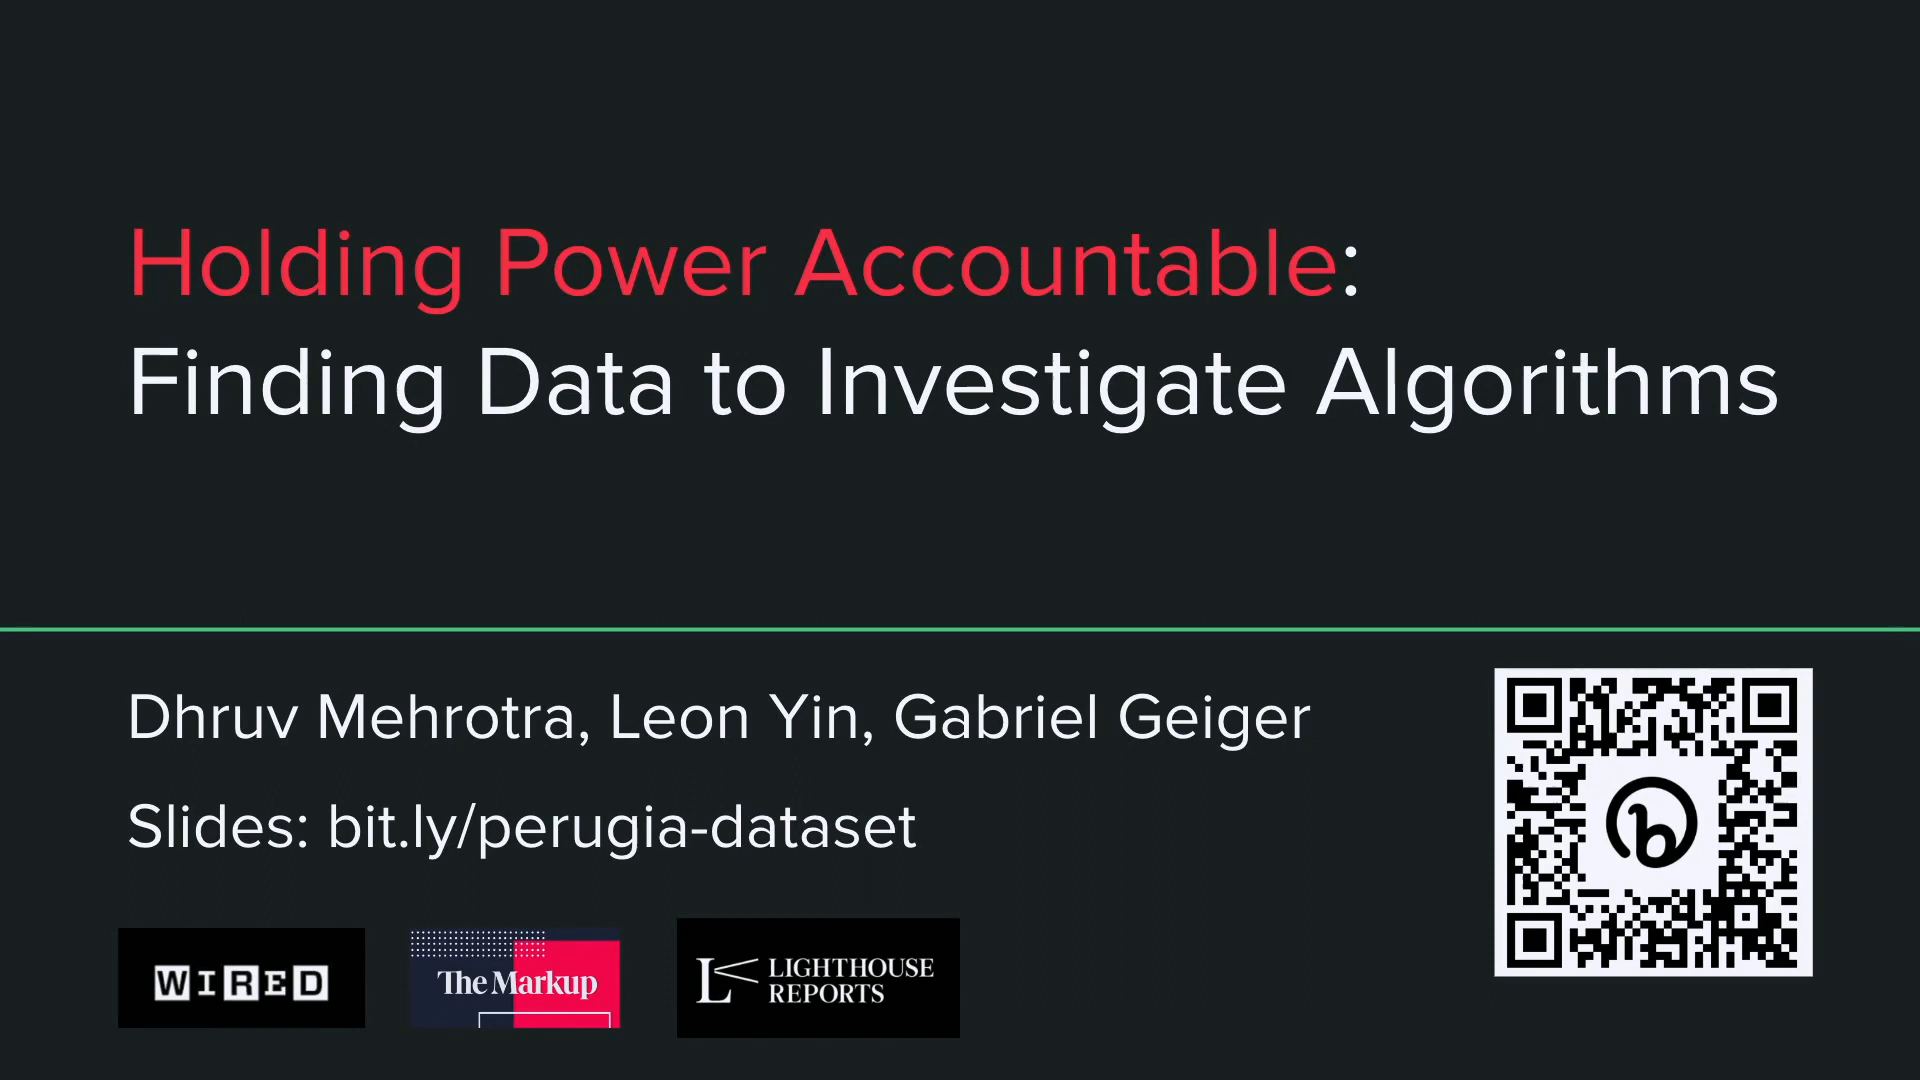 Holding Power Accountable:
Finding Data to Investigate Algorithms
Dhruv Mehrotra, Leon Yin, Gabriel Geiger
Slides: bit.ly/perugia-dataset
WIRED
The Markup
LIGHTHOUSE
REPORTS